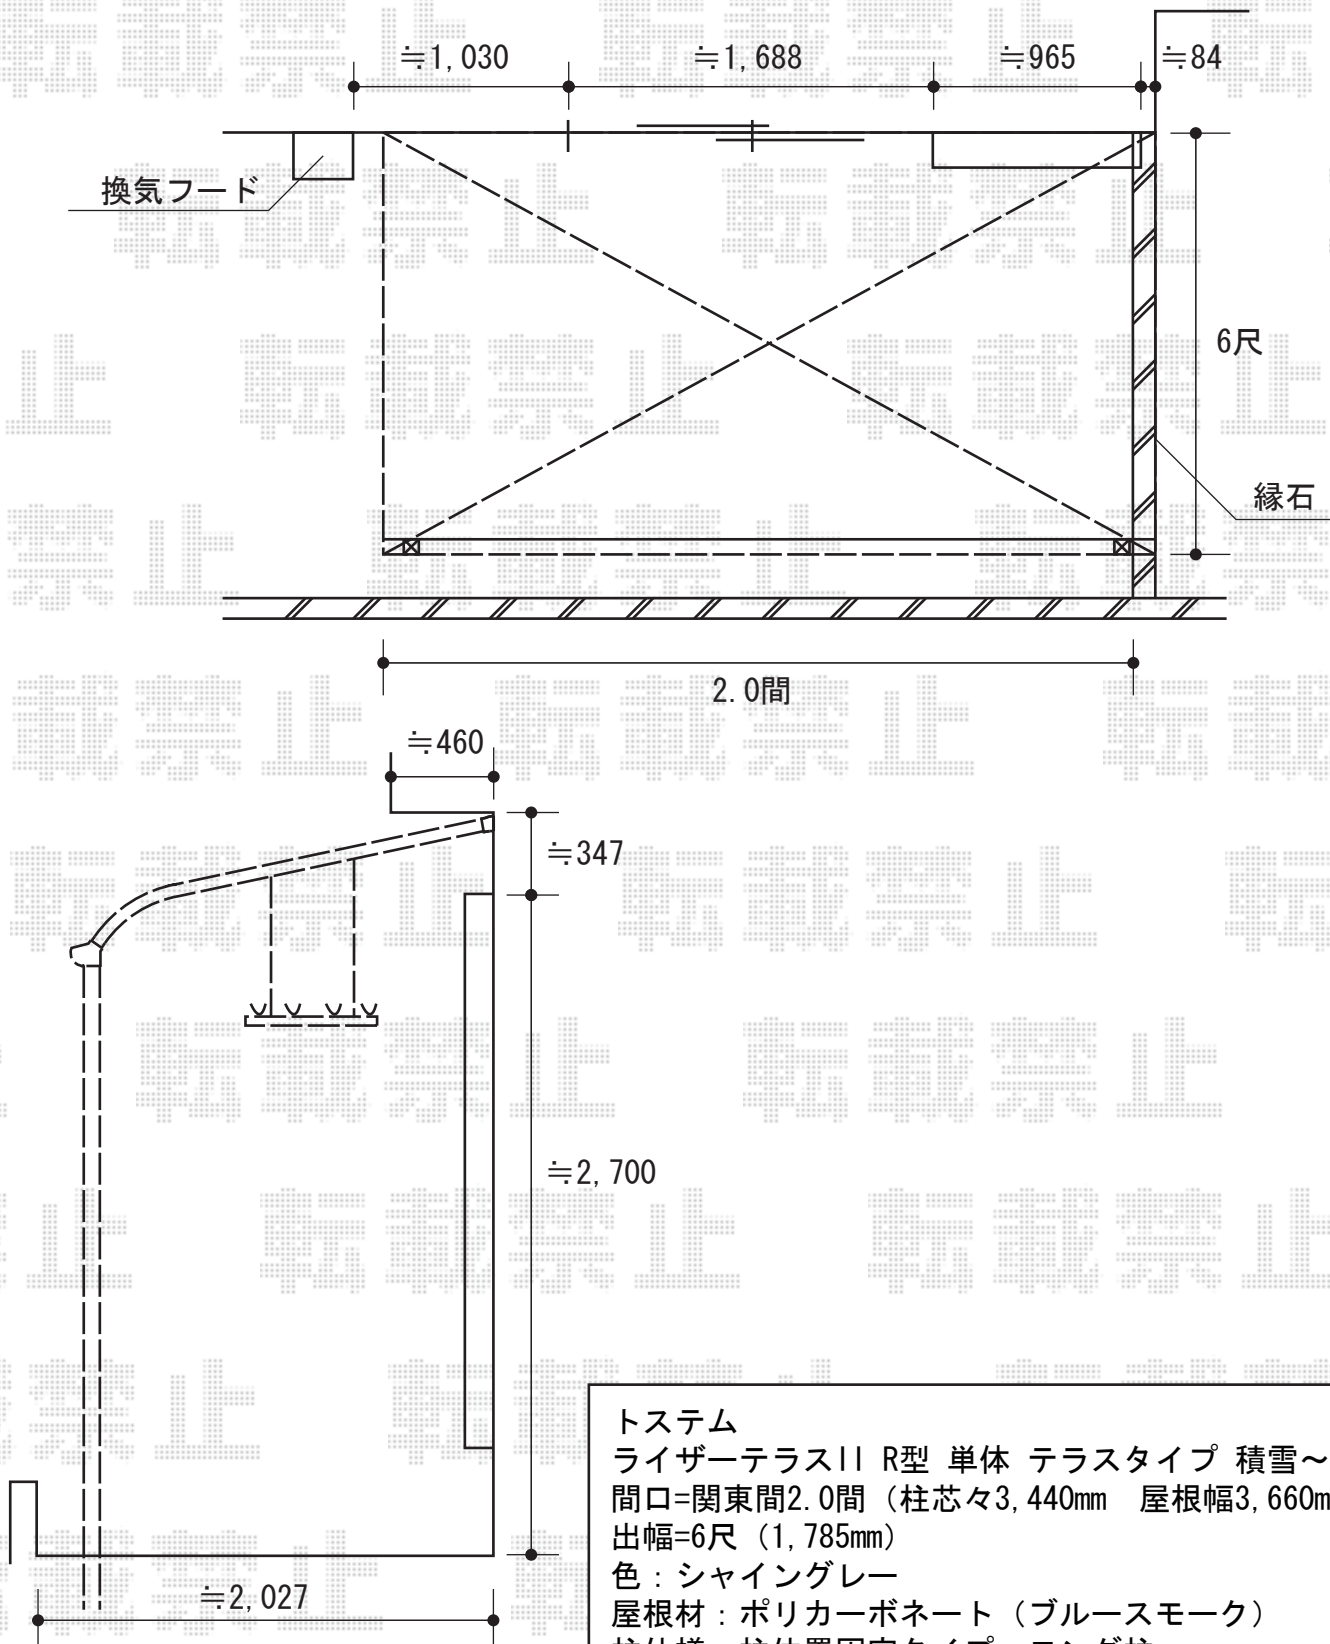 ≒1,030
≒1,688
≒965
≒84
換気フード
6尺
縁石
2.0間
≒460
≒347
≒2,700
≒2,027
トステム
ライザーテラスII R型 単体 テラスタイプ 積雪～
間口=関東間2.0間（柱芯々3,440mm 屋根幅3,660m
出幅=6尺（1,785mm）
色：シャイングレー
屋根材：ポリカーボネート（ブルースモーク）
転載禁止